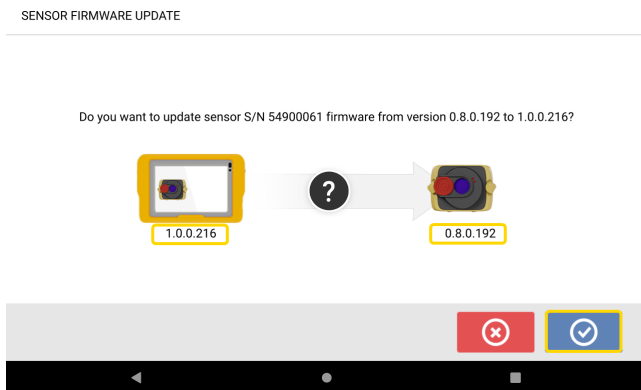 SENSOR FIRMWARE UPDATE
Do you want to update sensor S/N 54900061 firmware from version 0.8.0.192 to 1.0.0.216?
?
1.0.0.216
0.8.0.192